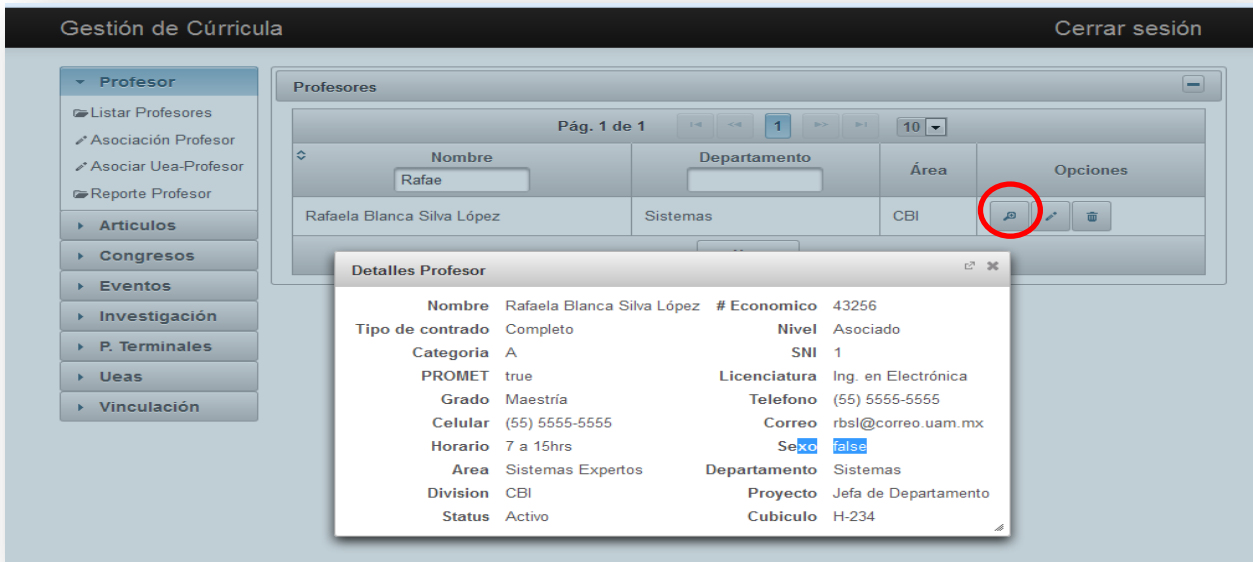 Gestión de Cúrricula Cerrar sesión
Profesor
Listar Profesores
Asociación Profesor
Asociar Uea-Profesor
Reporte Profesor
Articulos
Congresos
Eventos
Investigación
P. Terminales
Ueas
Vinculación
Profesores
Pág. 1 de 1 1 10
Nombre Departamento Área Opciones
Rafae
Rafaela Blanca Silva López Sistemas CBI
Detalles Profesor
Nombre Rafaela Blanca Silva López # Economico 43256
Tipo de contrado Completo Nivel Asociado
Categoria A SNI 1
PROMET true Licenciatura Ing. en Electrónica
Grado Maestría Telefono (55) 5555-5555
Celular (55) 5555-5555 Correo rbsl@correo.uam.mx
Horario 7 a 15hrs Sexo false
Area Sistemas Expertos Departamento Sistemas
Division CBI Proyecto Jefa de Departamento
Status Activo Cubiculo H-234